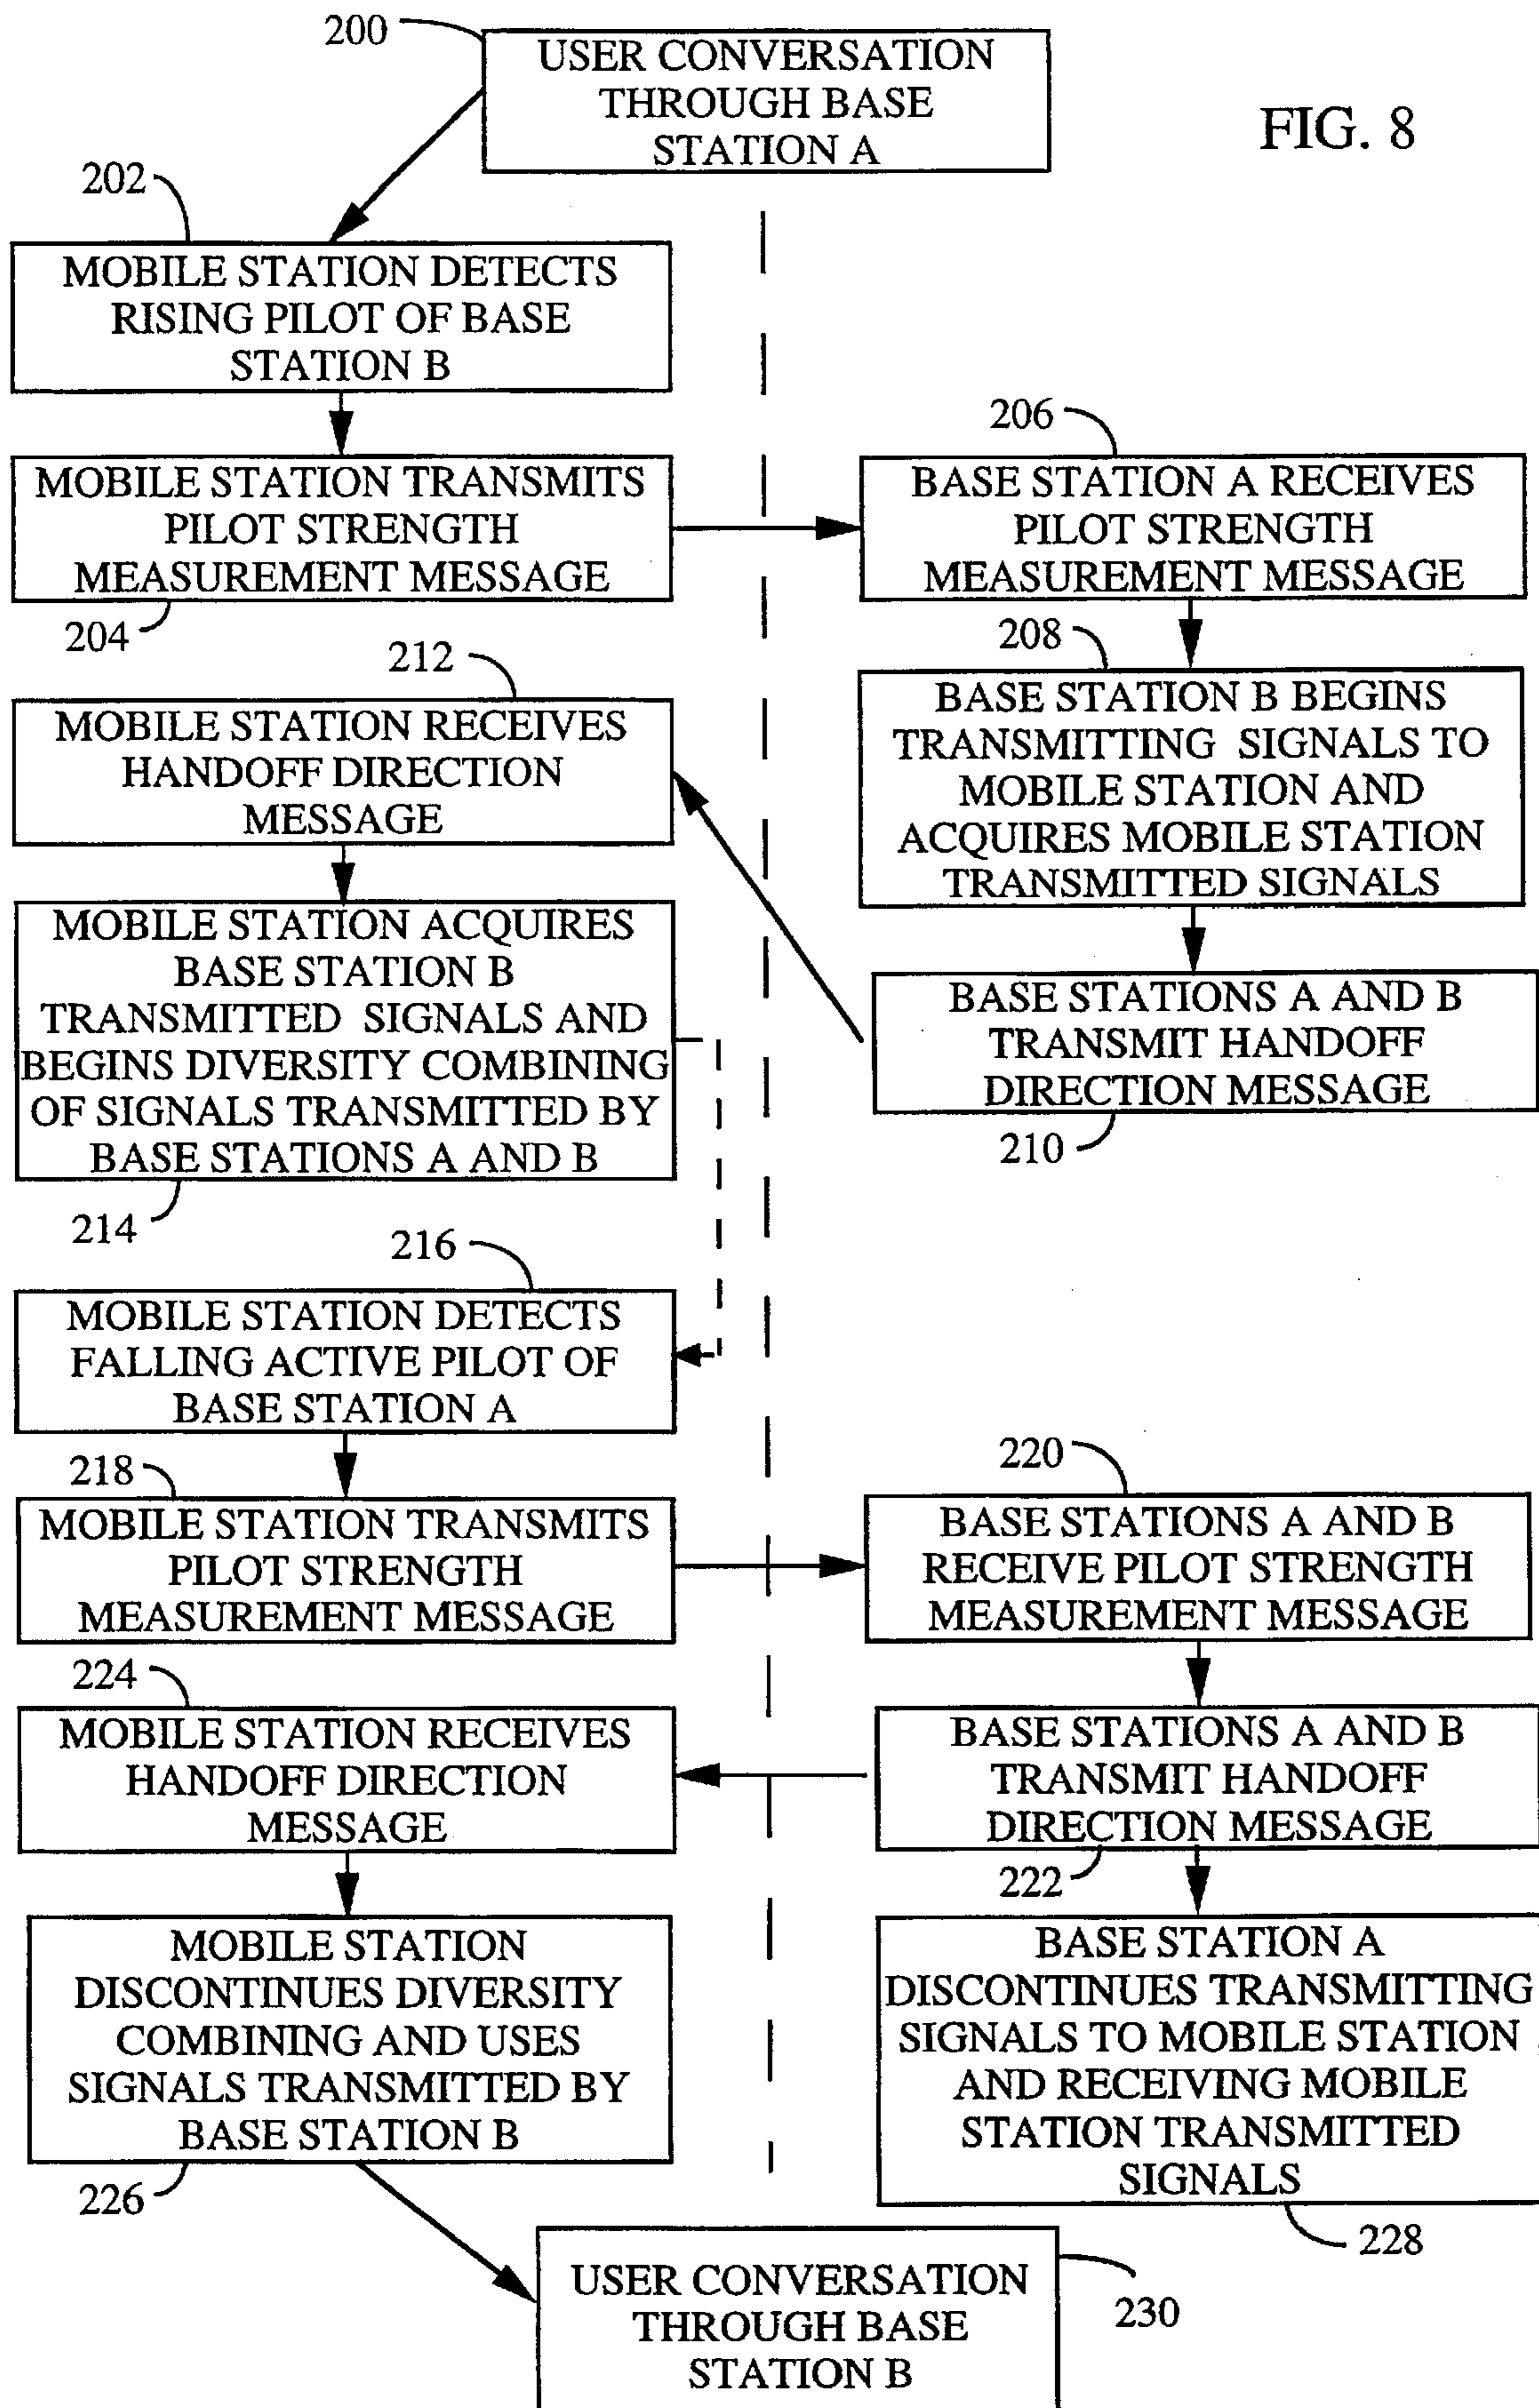 200
USER CONVERSATION
THROUGH BASE
STATION A
FIG. 8
202
MOBILE STATION DETECTS
RISING PILOT OF BASE
STATION B
MOBILE STATION TRANSMITS
PILOT STRENGTH
MEASUREMENT MESSAGE
204
206
BASE STATION A RECEIVES
PILOT STRENGTH
MEASUREMENT MESSAGE
208
BASE STATION B BEGINS
TRANSMITTING SIGNALS TO
MOBILE STATION AND
ACQUIRES MOBILE STATION
TRANSMITTED SIGNALS
BASE STATIONS A AND B
TRANSMIT HANDOFF
DIRECTION MESSAGE
210
212
MOBILE STATION RECEIVES
HANDOFF DIRECTION
MESSAGE
MOBILE STATION ACQUIRES
BASE STATION B
TRANSMITTED SIGNALS AND
BEGINS DIVERSITY COMBINING
OF SIGNALS TRANSMITTED BY
BASE STATIONS A AND B
214
216
MOBILE STATION DETECTS
FALLING ACTIVE PILOT OF
BASE STATION A
218
MOBILE STATION TRANSMITS
PILOT STRENGTH
MEASUREMENT MESSAGE
220
BASE STATIONS A AND B
RECEIVE PILOT STRENGTH
MEASUREMENT MESSAGE
BASE STATIONS A AND B
TRANSMIT HANDOFF
DIRECTION MESSAGE
222
224
MOBILE STATION RECEIVES
HANDOFF DIRECTION
MESSAGE
MOBILE STATION
DISCONTINUES DIVERSITY
COMBINING AND USES
SIGNALS TRANSMITTED BY
BASE STATION B
226
BASE STATION A
DISCONTINUES TRANSMITTING
SIGNALS TO MOBILE STATION
AND RECEIVING MOBILE
STATION TRANSMITTED
SIGNALS
228
USER CONVERSATION
THROUGH BASE
STATION B
230